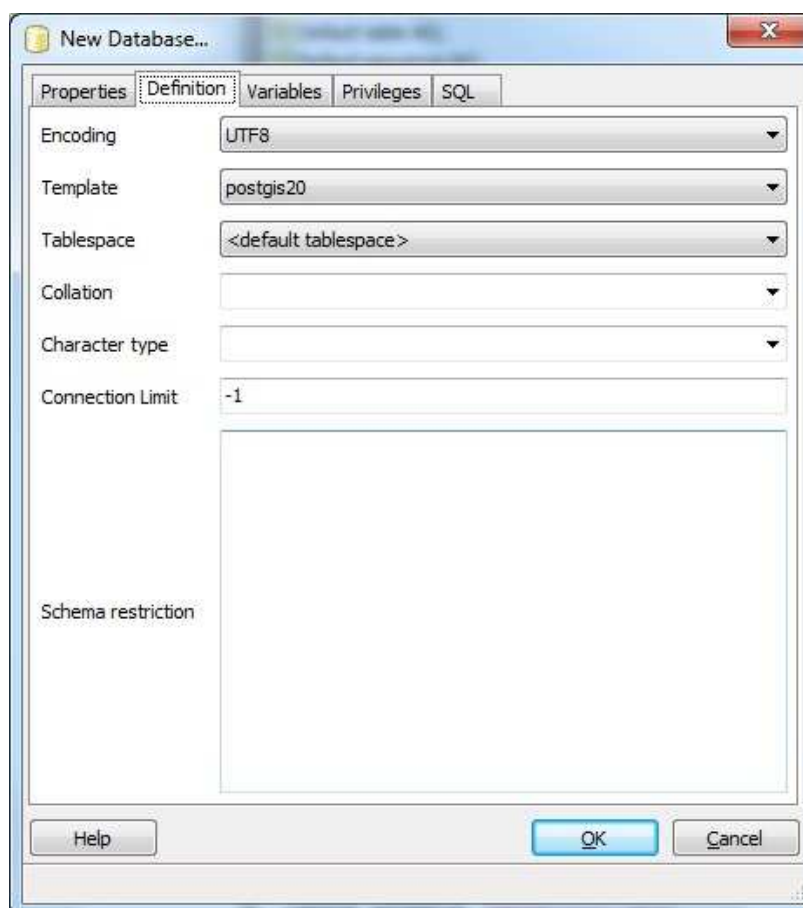 New Database...
Properties Definition Variables Privileges SQL
Encoding UTF8
Template postgis20
Tablespace <default tablespace>
Collation
Character type
Connection Limit -1
Schema restriction
Help OK Cancel